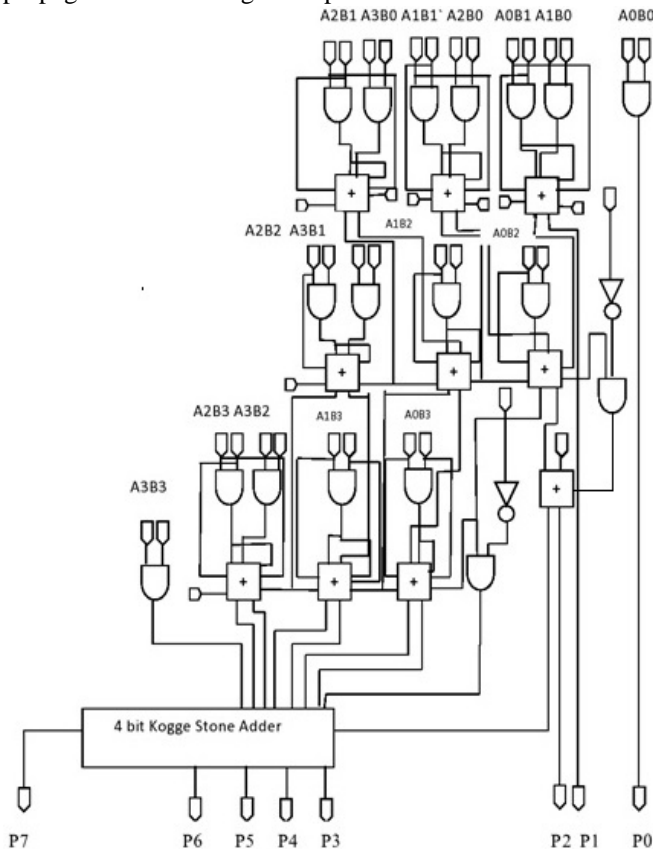 A2B1 A3B0 A1B1` A2B0 A0B1 A1B0 A0B0
+ + +
A2B2 A3B1 A1B2 A0B2
+ + +
A2B3 A3B2 A1B3 A0B3
A3B3 +
+ + +
4 bit Kogge Stone Adder
P7 P6 P5 P4 P3 P2 P1 P0